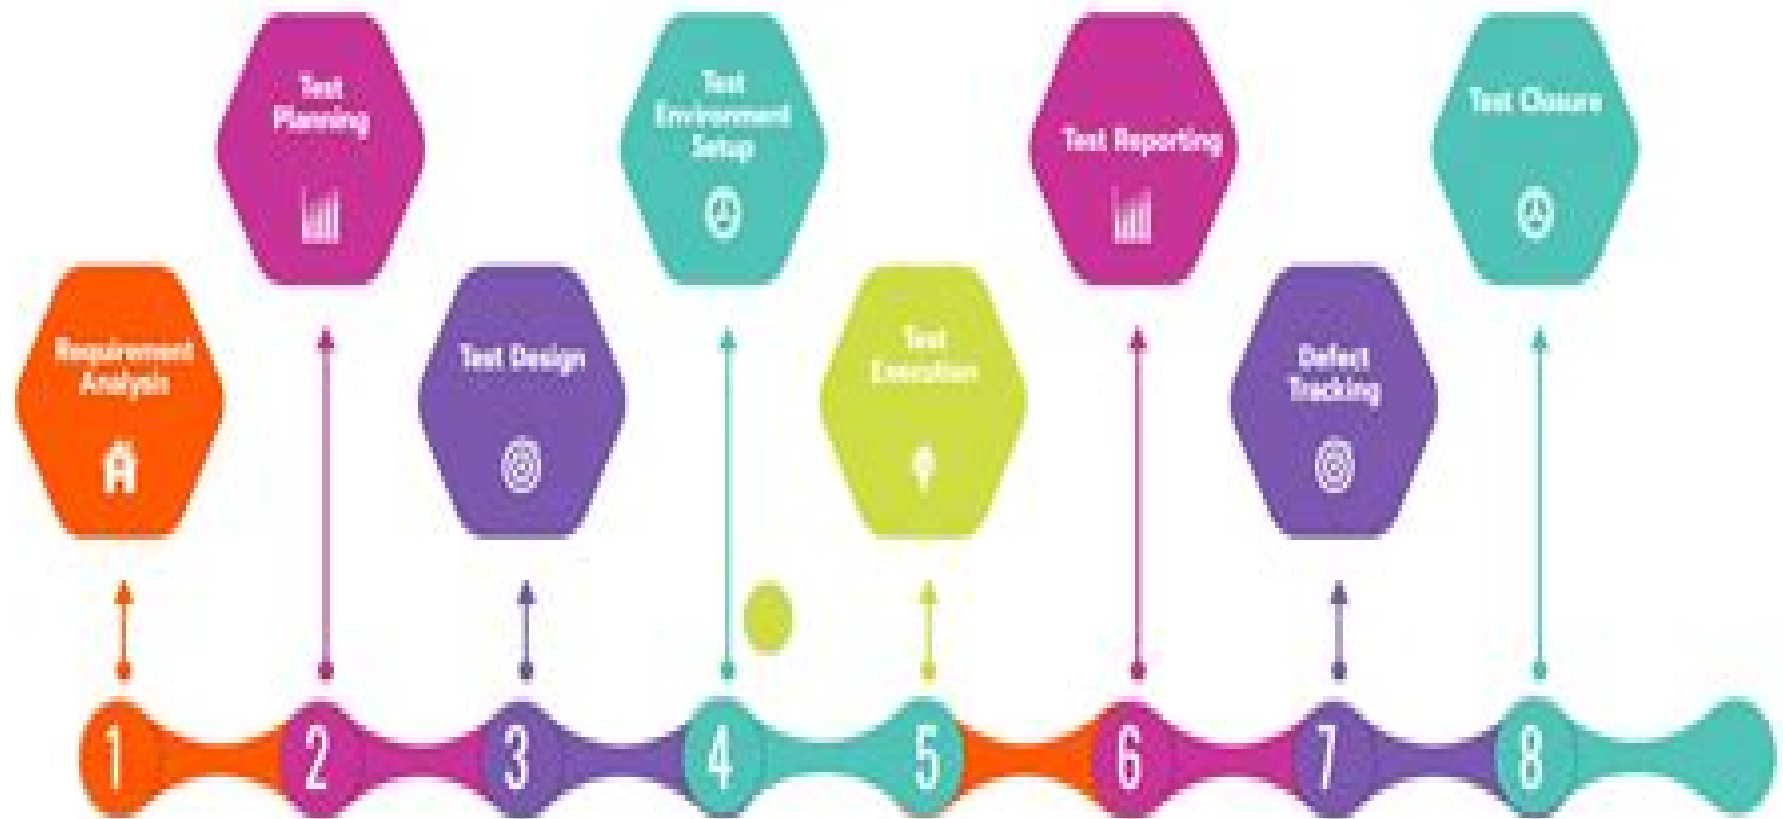 Requirement
Analysis
Test
Planning
Test Design
Test
Environment
Setup
Test
Execution
Test Reporting
Defect
Tracking
Test Closure
1
2
3
4
5
6
7
8